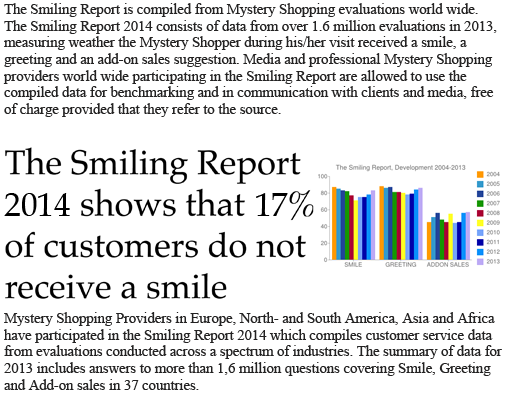 The Smiling Report is compiled from Mystery Shopping evaluations world wide.
The Smiling Report 2014 consists of data from over 1.6 million evaluations in 2013,
measuring weather the Mystery Shopper during his/her visit received a smile, a
greeting and an add-on sales suggestion. Media and professional Mystery Shopping
providers world wide participating in the Smiling Report are allowed to use the
compiled data for benchmarking and in communication with clients and media, free
of charge provided that they refer to the source.
The Smiling Report
2014 shows that 17%
of customers do not
receive a smile
The Smiling Report, Development 2004-2013
100
80
60
40
20
0
SMILE GREETING ADDON SALES
2004
2005
2006
2007
2008
2009
2010
2011
2012
2013
Mystery Shopping Providers in Europe, North- and South America, Asia and Africa
have participated in the Smiling Report 2014 which compiles customer service data
from evaluations conducted across a spectrum of industries. The summary of data for
2013 includes answers to more than 1,6 million questions covering Smile, Greeting
and Add-on sales in 37 countries.